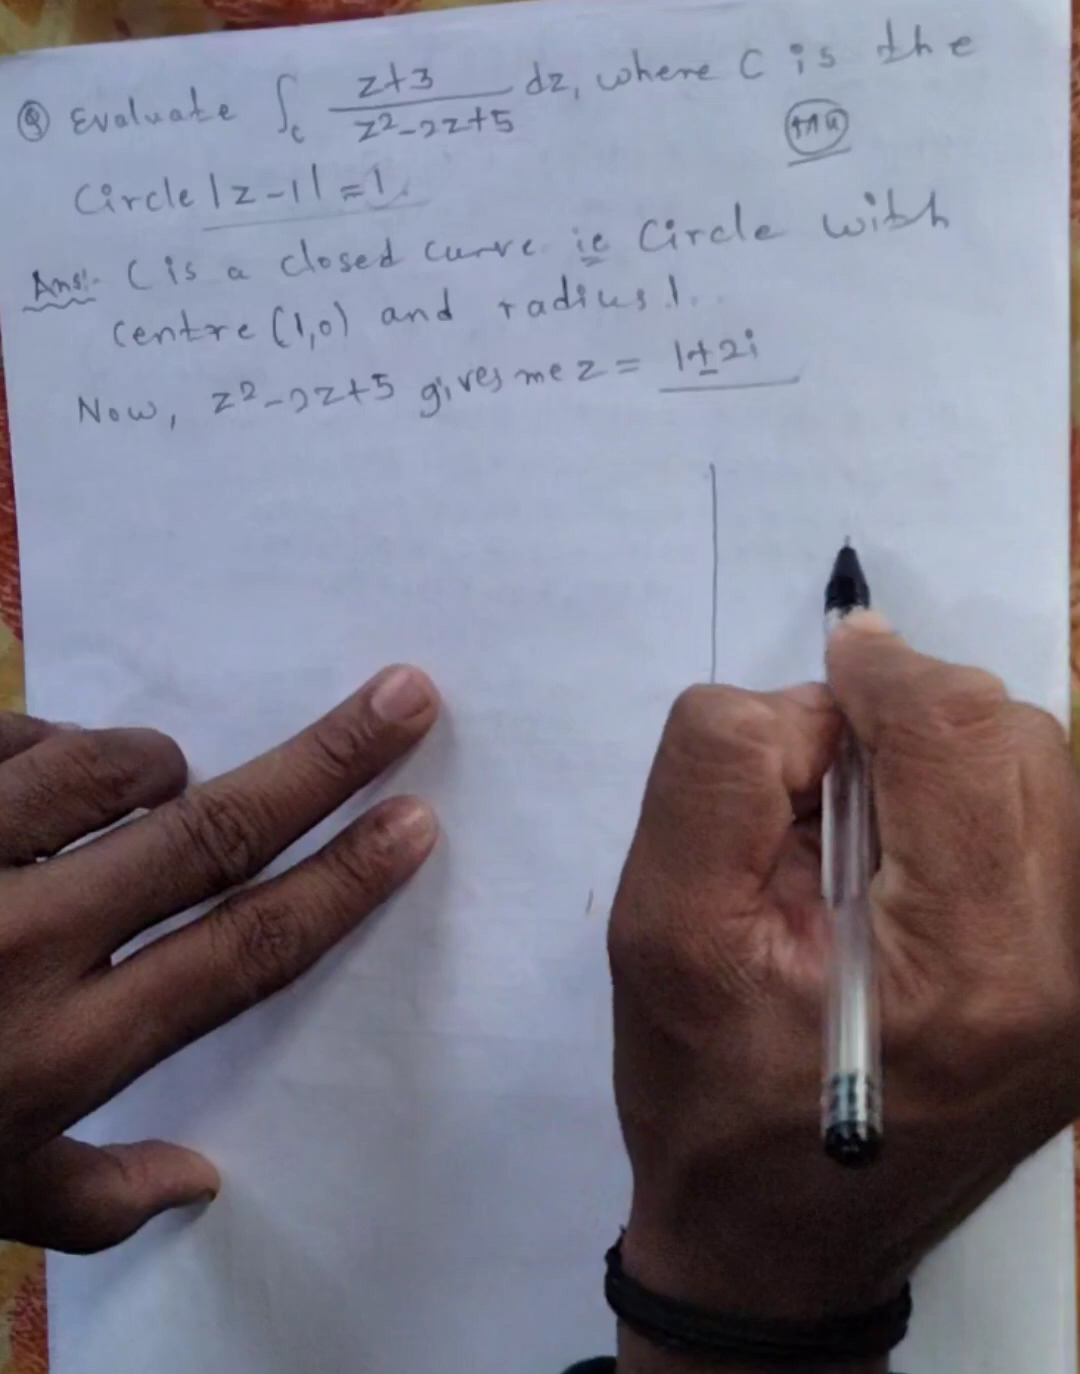 Q Evaluate ∫c z+3 / z²-2z+5 dz, where C is the
Circle |z-1| = 1.
Ans:- C is a closed curve ie Circle with
Centre (1,0) and radius 1..
Now, z²-2z+5 gives me z = 1±2i